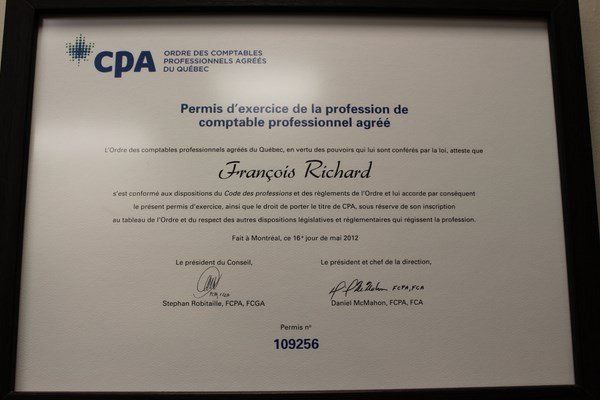 CPA
ORDRE DES COMPTABLES
PROFESSIONNELS AGRÉÉS
DU QUÉBEC
Permis d'exercice de la profession de
comptable professionnel agréé
L'Ordre des comptables professionnels agréés du Québec, en vertu des pouvoirs qui lui sont conférés par la loi, atteste que
François Richard
s'est conformé aux dispositions du Code des professions et des règlements de l'Ordre et lui accorde par conséquent
le présent permis d'exercice, ainsi que le droit de porter le titre de CPA, sous réserve de son inscription
au tableau de l'Ordre et du respect des autres dispositions législatives et réglementaires qui régissent la profession.
Fait à Montréal, ce 16e jour de mai 2012
Le président du Conseil,
FCPA, FCGA
Stephan Robitaille, FCPA, FCGA
Le président et chef de la direction,
FCPA, FCA
Daniel McMahon, FCPA, FCA
Permis no
109256